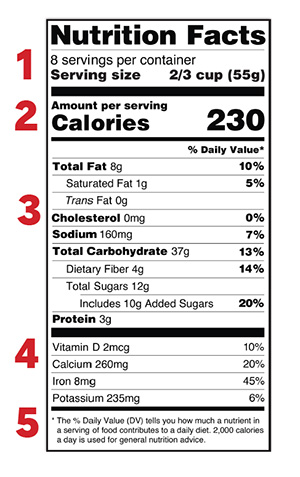 Nutrition Facts
1
8 servings per container
Serving size 2/3 cup (55g)
2
Amount per serving
Calories 230
% Daily Value*
Total Fat 8g 10%
Saturated Fat 1g 5%
Trans Fat 0g
3
Cholesterol 0mg 0%
Sodium 160mg 7%
Total Carbohydrate 37g 13%
Dietary Fiber 4g 14%
Total Sugars 12g
Includes 10g Added Sugars 20%
Protein 3g
4
Vitamin D 2mcg 10%
Calcium 260mg 20%
Iron 8mg 45%
Potassium 235mg 6%
5
* The % Daily Value (DV) tells you how much a nutrient in
a serving of food contributes to a daily diet. 2,000 calories
a day is used for general nutrition advice.